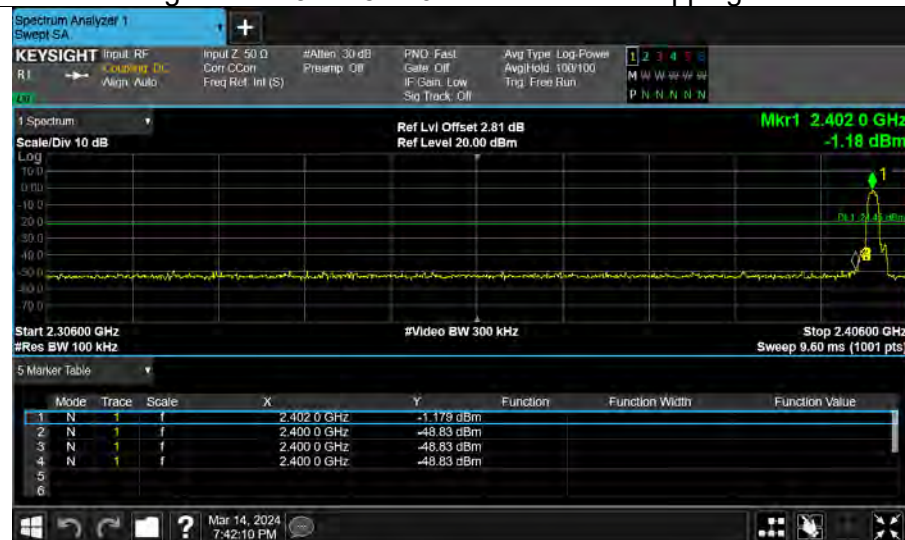 Spectrum Analyzer 1
Swept SA
+
KEYSIGHT Input: RF Input Z: 50 Ω #Atten: 30 dB PNO: Fast Avg Type: Log-Power 1 2 3 4 5 6
R1 Coupling: DC Corr CCorr Preamp: Off Gate: Off Avg|Hold: 100/100 M W W W W W
Align: Auto Freq Ref: Int (S) IF Gain: Low Trig: Free Run
Sig Track: Off P N N N N N
1 Spectrum Ref Lvl Offset 2.81 dB Mkr1 2.402 0 GHz
Scale/Div 10 dB Ref Level 20.00 dBm -1.18 dBm
Log
10.0
0.00
-10.0
-20.0
-30.0
-40.0
-50.0
-60.0
-70.0
1
Start 2.30600 GHz #Video BW 300 kHz Stop 2.40600 GHz
#Res BW 100 kHz Sweep 9.60 ms (1001 pts)
5 Marker Table
Mode Trace Scale X Y Function Function Width Function Value
1 N 1 f 2.402 0 GHz -1.179 dBm
2 N 1 f 2.400 0 GHz -48.83 dBm
3 N 1 f 2.400 0 GHz -48.83 dBm
4 N 1 f 2.400 0 GHz -48.83 dBm
5
6
? Mar 14, 2024
7:42:10 PM